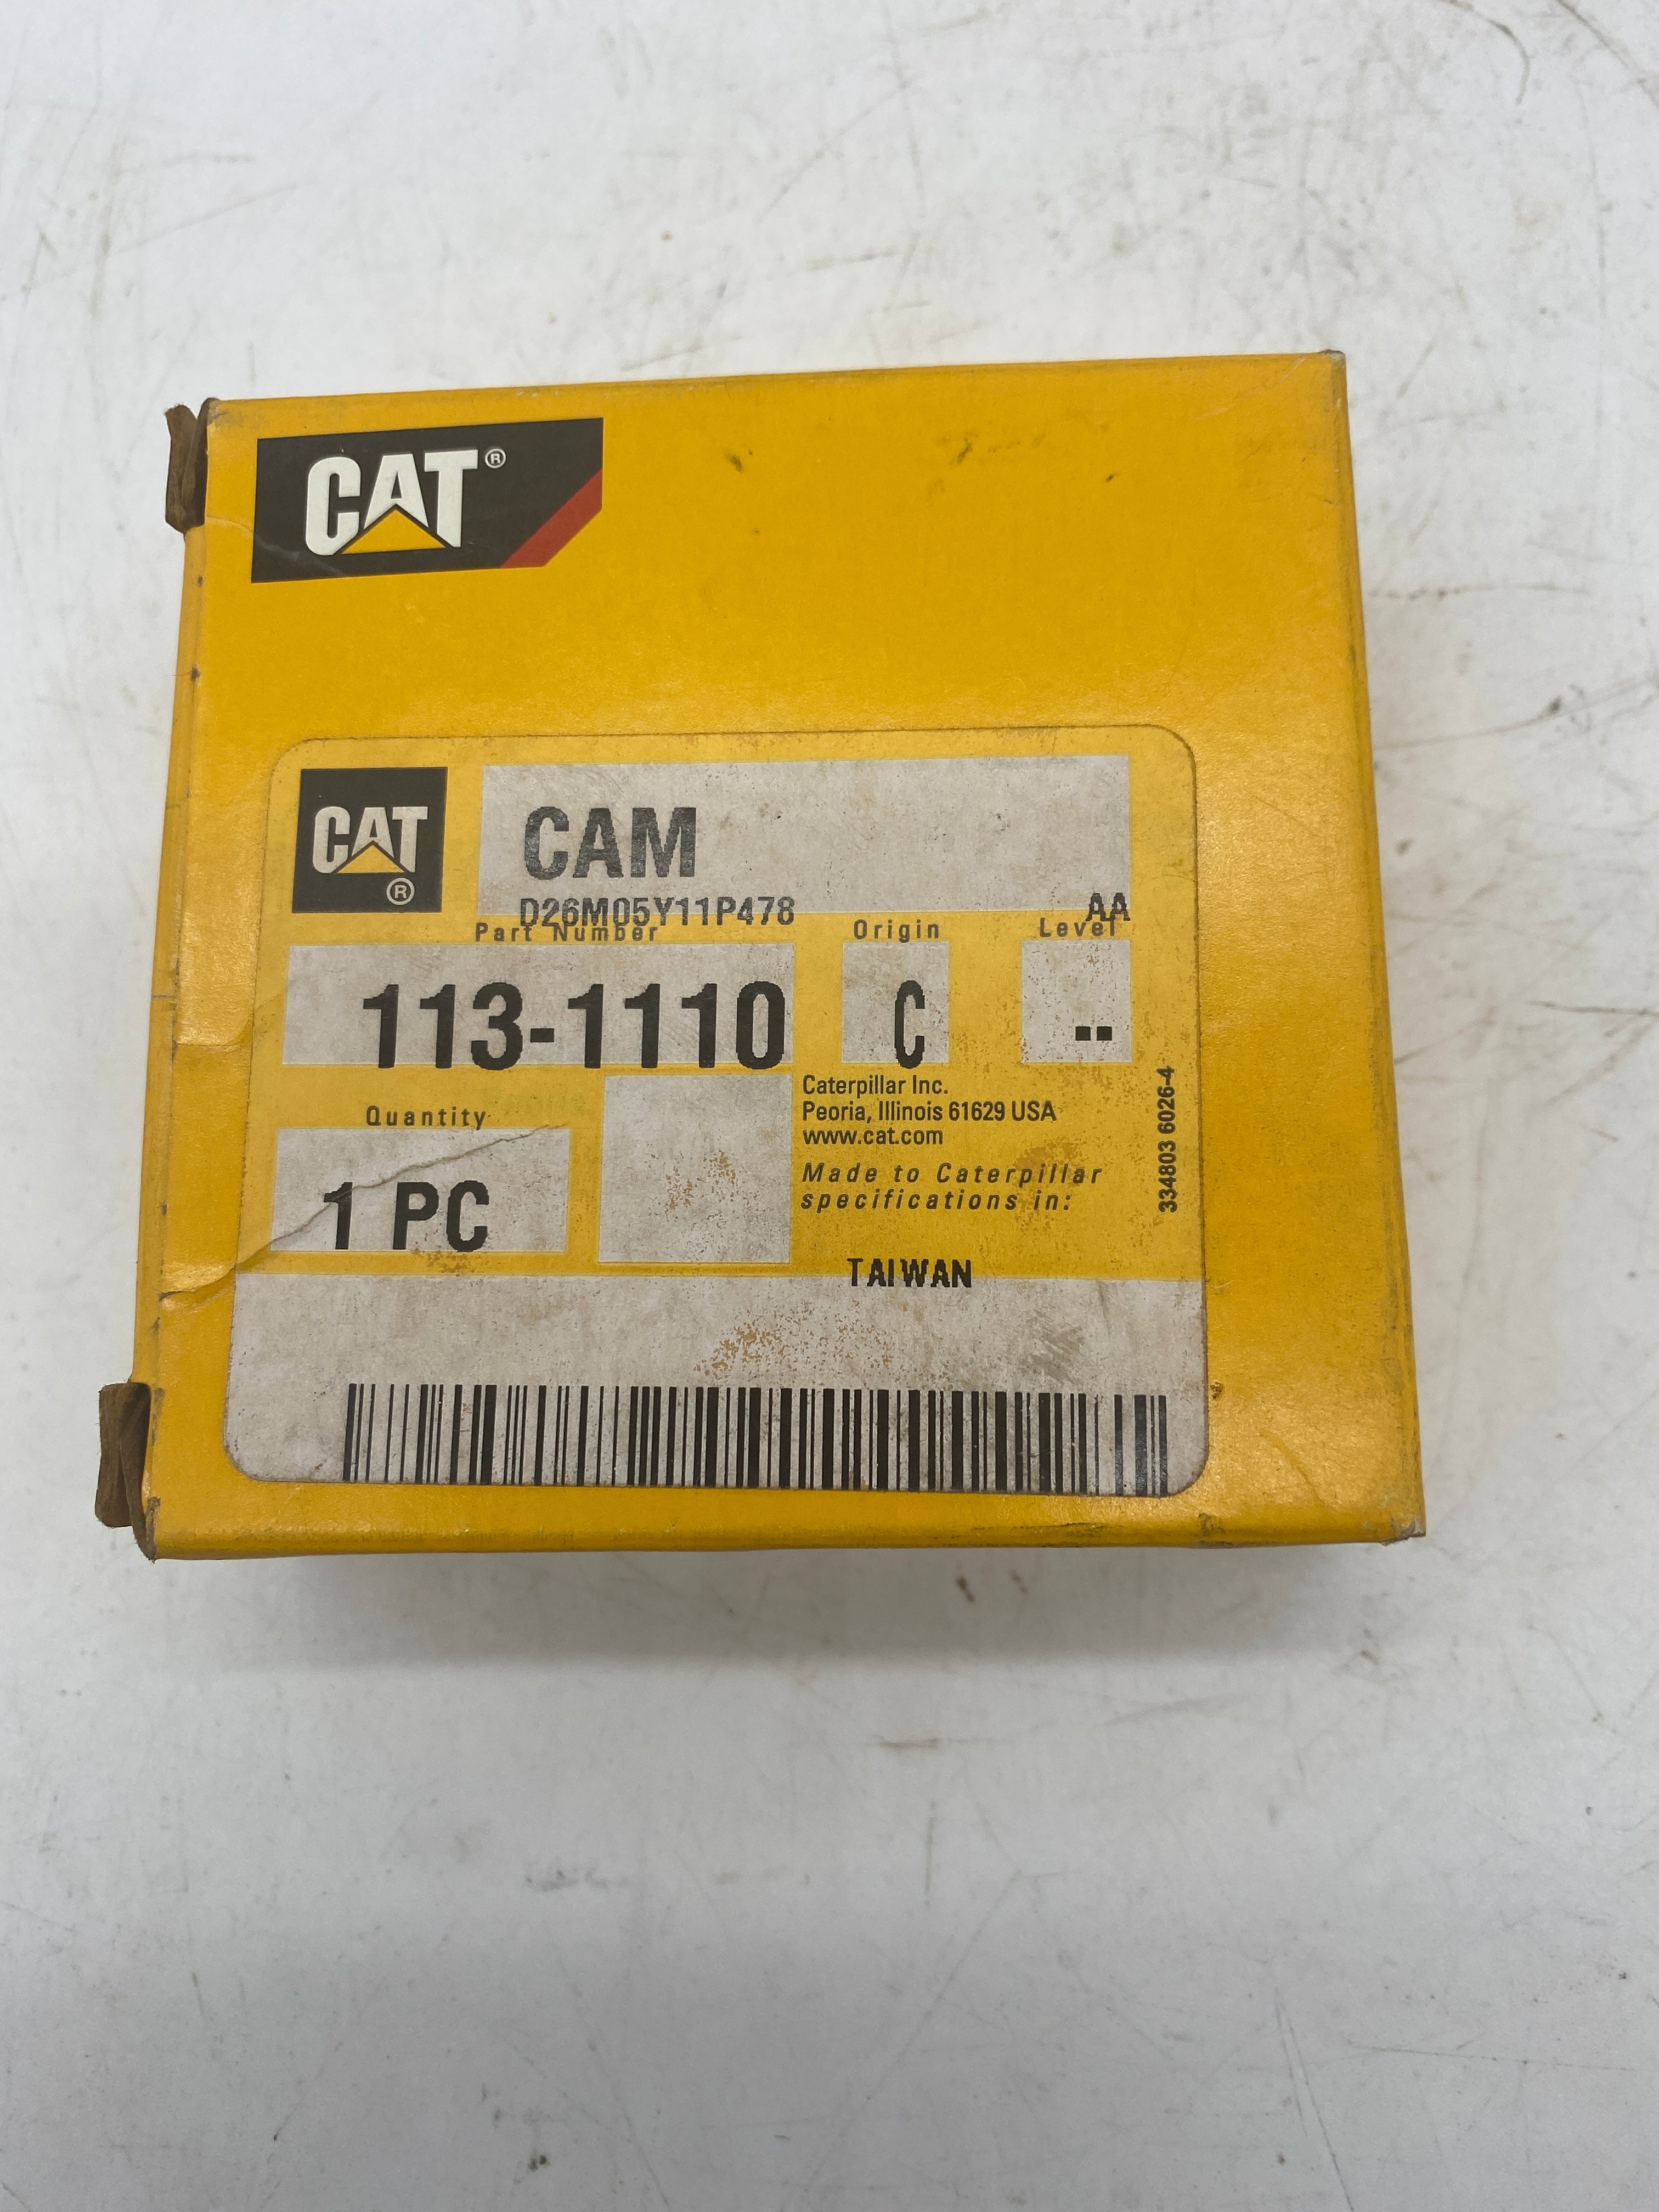 CAT®
CAT
®
CAM
D26M05Y11P478 AA
Part Number Origin Level
113-1110 C --
Quantity
1 PC
Caterpillar Inc.
Peoria, Illinois 61629 USA
www.cat.com
Made to Caterpillar
specifications in:
TAIWAN
334803 6026-4